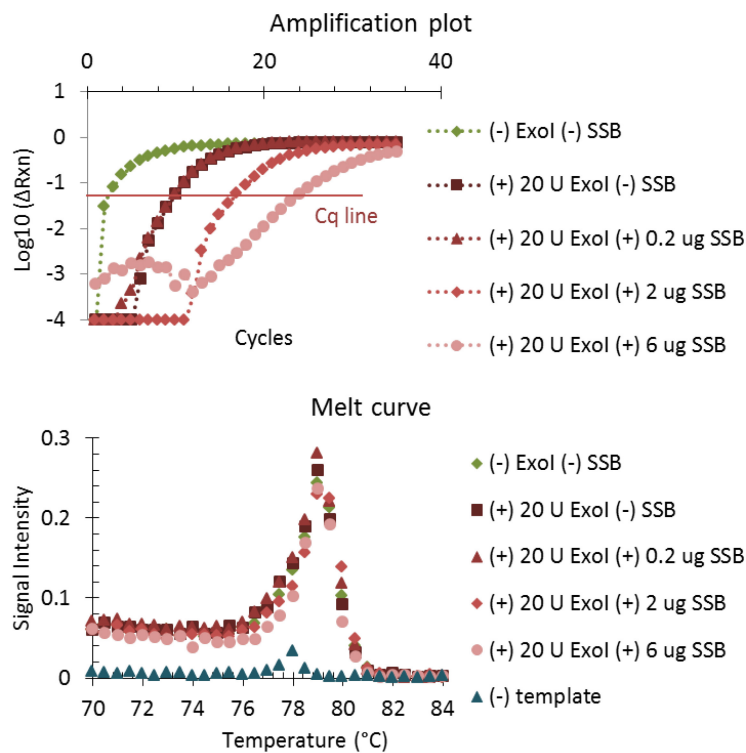 Amplification plot
0 20 40
1
0
-1
-2
-3
-4
Log10 (ΔRxn)
Cq line
Cycles
(-) ExoI (-) SSB
(+) 20 U ExoI (-) SSB
(+) 20 U ExoI (+) 0.2 ug SSB
(+) 20 U ExoI (+) 2 ug SSB
(+) 20 U ExoI (+) 6 ug SSB
Melt curve
0.3
0.2
0.1
0
Signal Intensity
70 72 74 76 78 80 82 84
Temperature (°C)
(-) ExoI (-) SSB
(+) 20 U ExoI (-) SSB
(+) 20 U ExoI (+) 0.2 ug SSB
(+) 20 U ExoI (+) 2 ug SSB
(+) 20 U ExoI (+) 6 ug SSB
(-) template